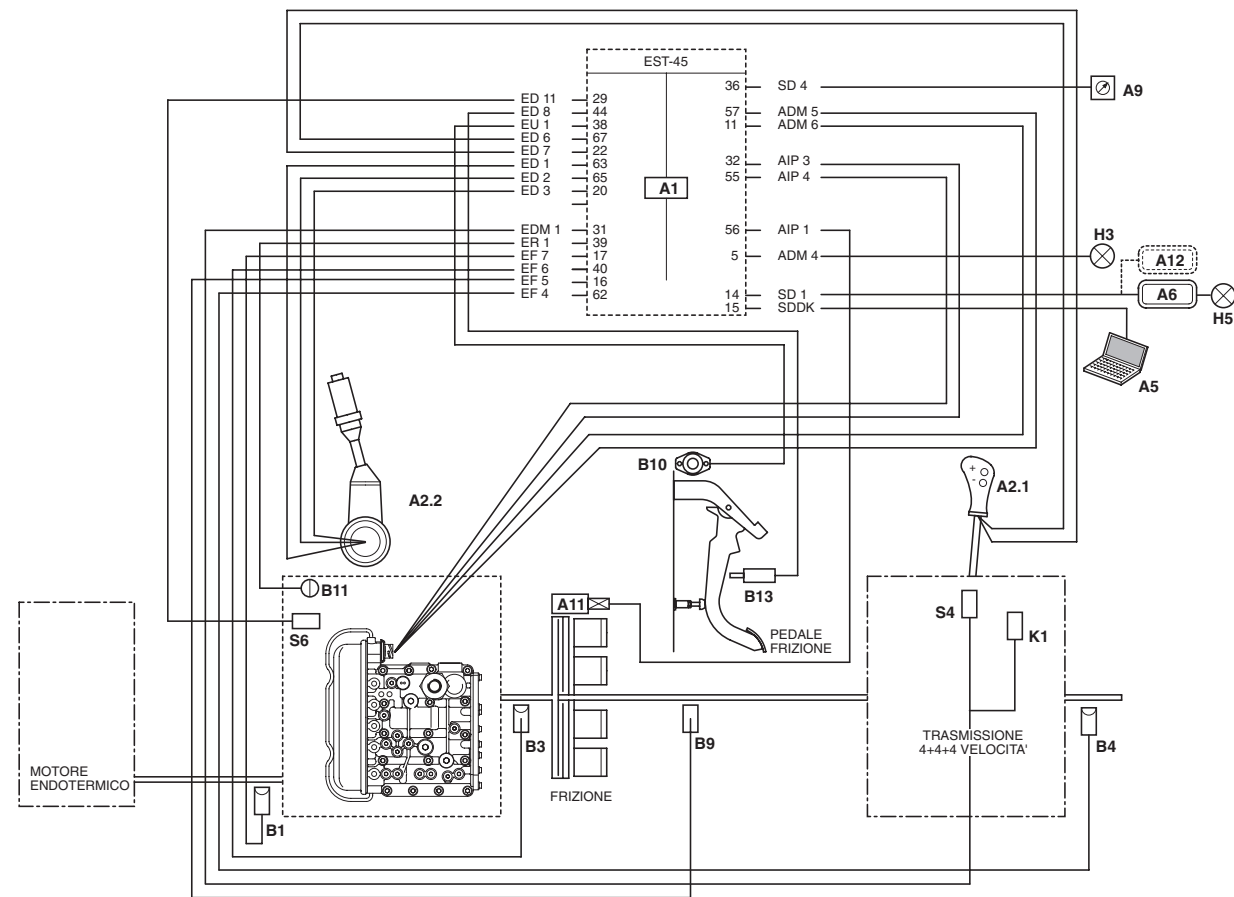 EST-45
ED 11 29
ED 8 44
EU 1 38
ED 6 67
ED 7 22
ED 1 63
ED 2 65
ED 3 20
EDM 1 31
ER 1 39
EF 7 17
EF 6 40
EF 5 16
EF 4 62
A1
36 SD 4
57 ADM 5
11 ADM 6
32 AIP 3
55 AIP 4
56 AIP 1
5 ADM 4
14 SD 1
15 SDDK
A9
H3
A12
A6
H5
A5
A2.2
B10
A2.1
B11
S6
A11
B13
PEDALE
FRIZIONE
S4
K1
MOTORE
ENDOTERMICO
B1
B3
FRIZIONE
B9
TRASMISSIONE
4+4+4 VELOCITA'
B4
+
-